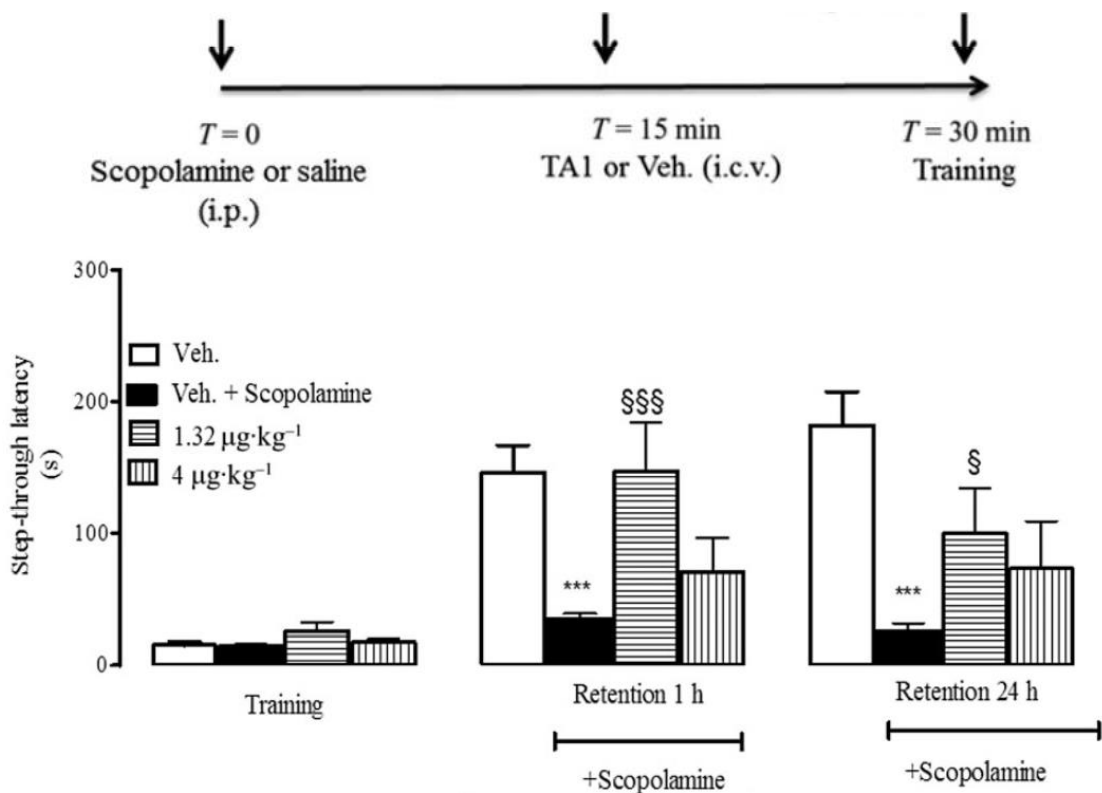 T = 0
Scopolamine or saline
(i.p.)
T = 15 min
TA1 or Veh. (i.c.v.)
T = 30 min
Training
Step-through latency
(s)
300
200
100
0
Veh.
Veh. + Scopolamine
1.32 µg·kg⁻¹
4 µg·kg⁻¹
***
§§§
***
§
Training
Retention 1 h
Retention 24 h
+Scopolamine
+Scopolamine